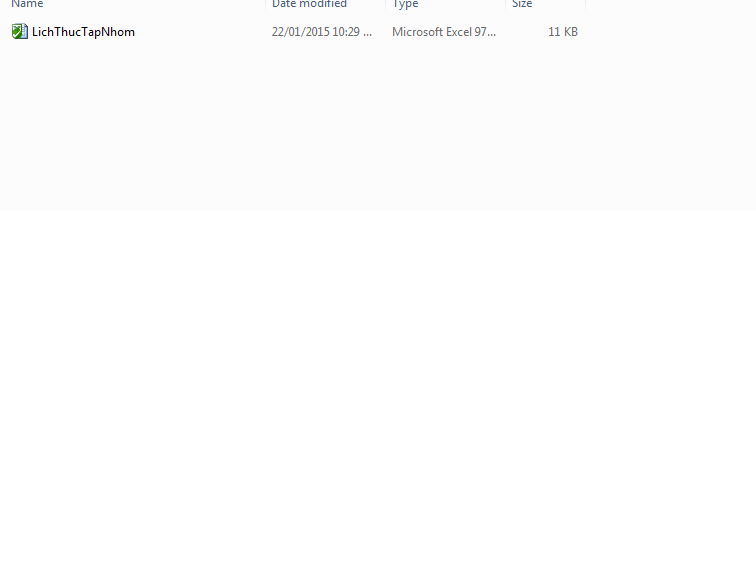 Name Date modified Type Size
LichThucTapNhom 22/01/2015 10:29 ... Microsoft Excel 97... 11 KB